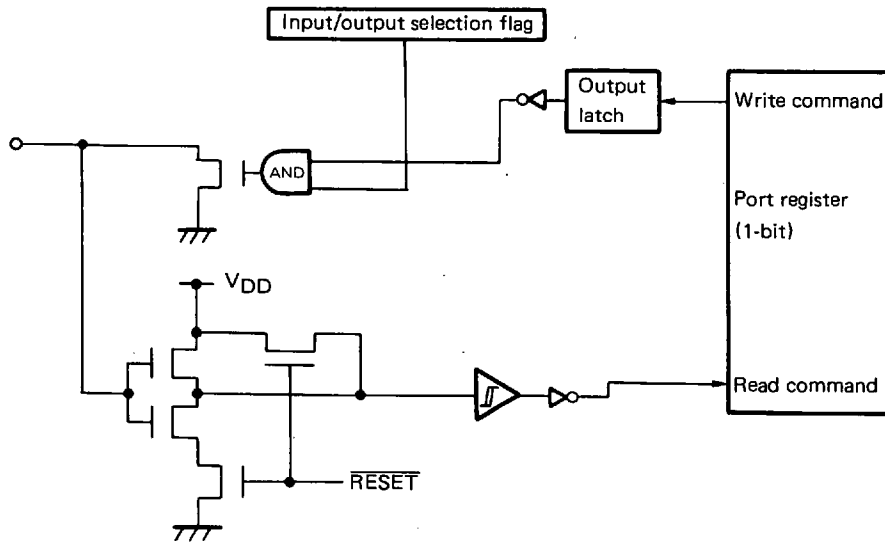 Input/output selection flag
Output
latch
Write command
AND
Port register
(1-bit)
VDD
Read command
RESET